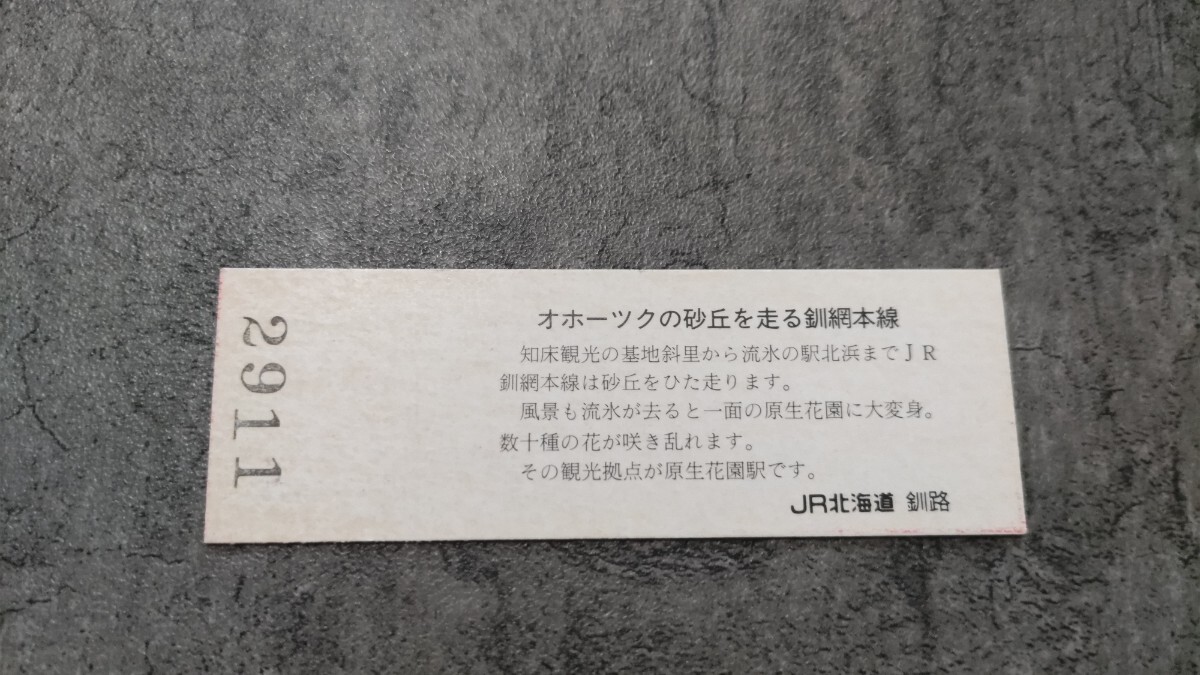 オホーツクの砂丘を走る釧網本線
知床観光の基地斜里から流氷の駅北浜までＪＲ
釧網本線は砂丘をひた走ります。
風景も流氷が去ると一面の原生花園に大変身。
数十種の花が咲き乱れます。
その観光拠点が原生花園駅です。
JR北海道 釧路
2911